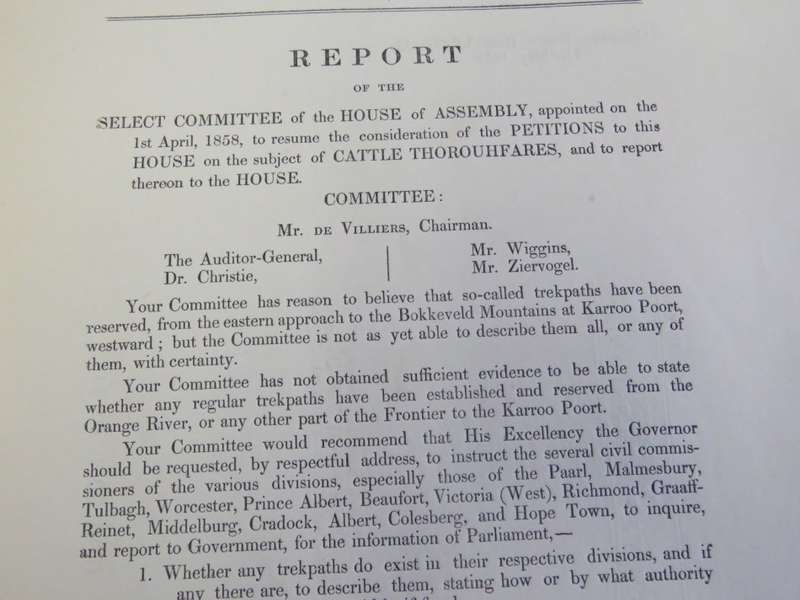 REPORT
OF THE
SELECT COMMITTEE of the HOUSE of ASSEMBLY, appointed on the
1st April, 1858, to resume the consideration of the PETITIONS to this
HOUSE on the subject of CATTLE THOROUHFARES, and to report
thereon to the HOUSE.
COMMITTEE:
Mr. DE VILLIERS, Chairman.
The Auditor-General,
Dr. Christie,
Mr. Wiggins,
Mr. Ziervogel.
Your Committee has reason to believe that so-called trekpaths have been
reserved, from the eastern approach to the Bokkeveld Mountains at Karroo Poort,
westward; but the Committee is not as yet able to describe them all, or any of
them, with certainty.
Your Committee has not obtained sufficient evidence to be able to state
whether any regular trekpaths have been established and reserved from the
Orange River, or any other part of the Frontier to the Karroo Poort.
Your Committee would recommend that His Excellency the Governor
should be requested, by respectful address, to instruct the several civil commis-
sioners of the various divisions, especially those of the Paarl, Malmesbury,
Tulbagh, Worcester, Prince Albert, Beaufort, Victoria (West), Richmond, Graaff-
Reinet, Middelburg, Cradock, Albert, Colesberg, and Hope Town, to inquire,
and report to Government, for the information of Parliament,—
1. Whether any trekpaths do exist in their respective divisions, and if
any there are, to describe them, stating how or by what authority